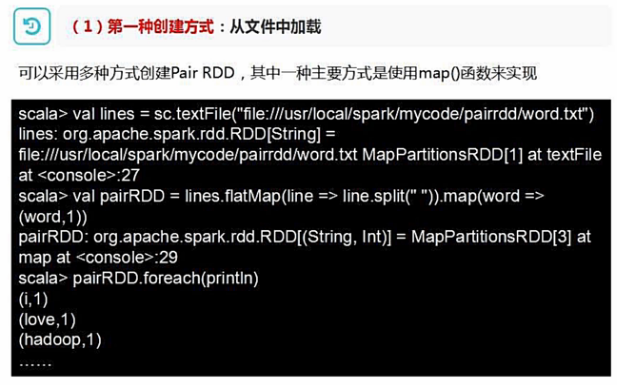 （1）第一种创建方式：从文件中加载
可以采用多种方式创建Pair RDD，其中一种主要方式是使用map()函数来实现
scala> val lines = sc.textFile("file:///usr/local/spark/mycode/pairrdd/word.txt")
lines: org.apache.spark.rdd.RDD[String] =
file:///usr/local/spark/mycode/pairrdd/word.txt MapPartitionsRDD[1] at textFile
at <console>:27
scala> val pairRDD = lines.flatMap(line => line.split(" ")).map(word =>
(word,1))
pairRDD: org.apache.spark.rdd.RDD[(String, Int)] = MapPartitionsRDD[3] at
map at <console>:29
scala> pairRDD.foreach(println)
(i,1)
(love,1)
(hadoop,1)
……